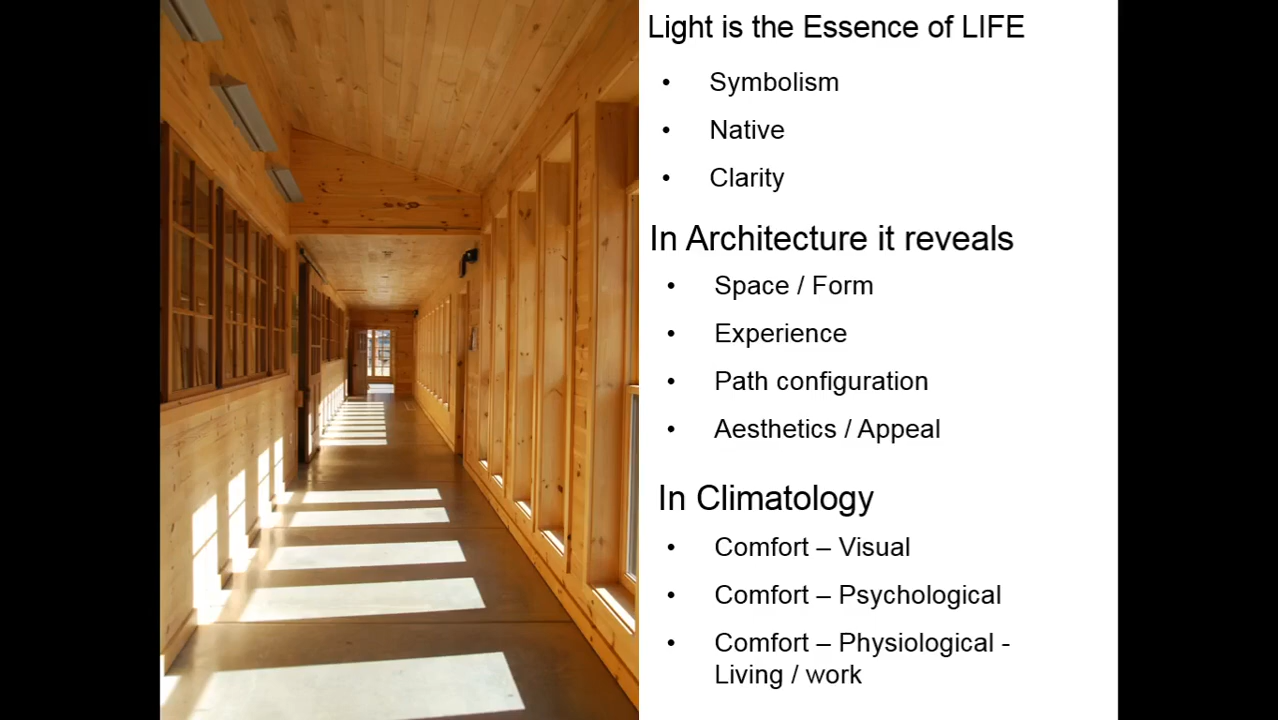 Light is the Essence of LIFE
• Symbolism
• Native
• Clarity
In Architecture it reveals
• Space / Form
• Experience
• Path configuration
• Aesthetics / Appeal
In Climatology
• Comfort – Visual
• Comfort – Psychological
• Comfort – Physiological -
Living / work